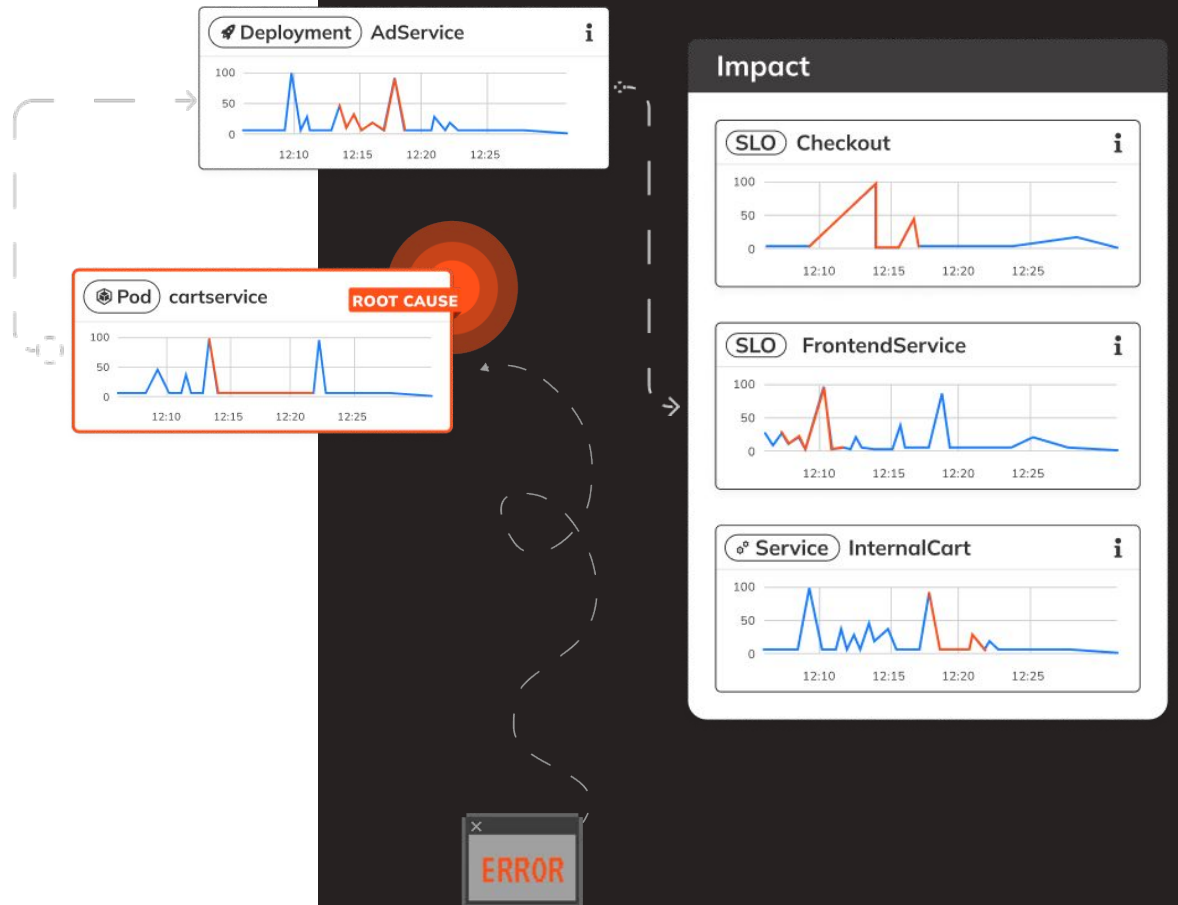 Deployment AdService i
100
50
0
12:10 12:15 12:20 12:25
Pod cartservice ROOT CAUSE
100
50
0
12:10 12:15 12:20 12:25
Impact
SLO Checkout i
100
50
0
12:10 12:15 12:20 12:25
SLO FrontendService i
100
50
0
12:10 12:15 12:20 12:25
Service InternalCart i
100
50
0
12:10 12:15 12:20 12:25
ERROR